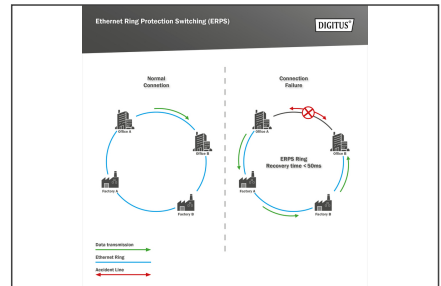 Ethernet Ring Protection Switching (ERPS)
DIGITUS®
Normal
Connetion
Office A
Office B
Factory A
Factory B
Connection
Failure
Office A
Office B
ERPS Ring
Recovery time < 50ms
Factory A
Factory B
Data transmission
Ethernet Ring
Accident Line